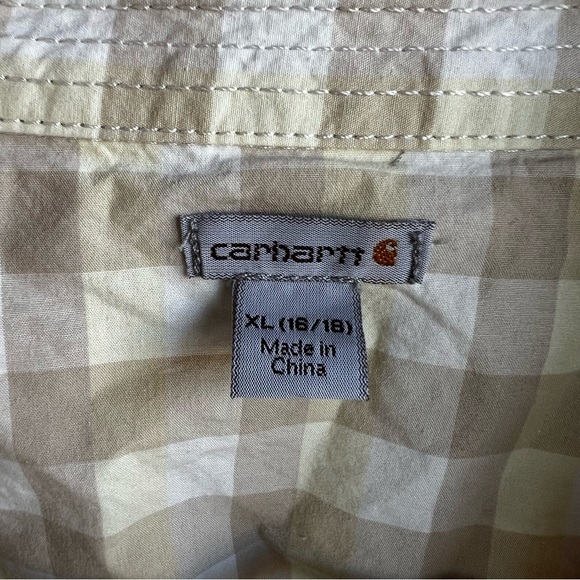 carhartt
XL (16/18)
Made in
China